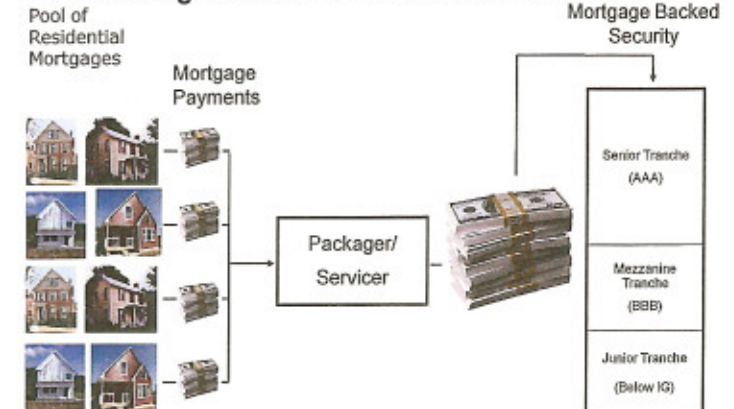 Pool of
Residential
Mortgages
Mortgage
Payments
Packager/
Servicer
Mortgage Backed
Security
Senior Tranche
(AAA)
Mezzanine
Tranche
(BBB)
Junior Tranche
(Below IG)